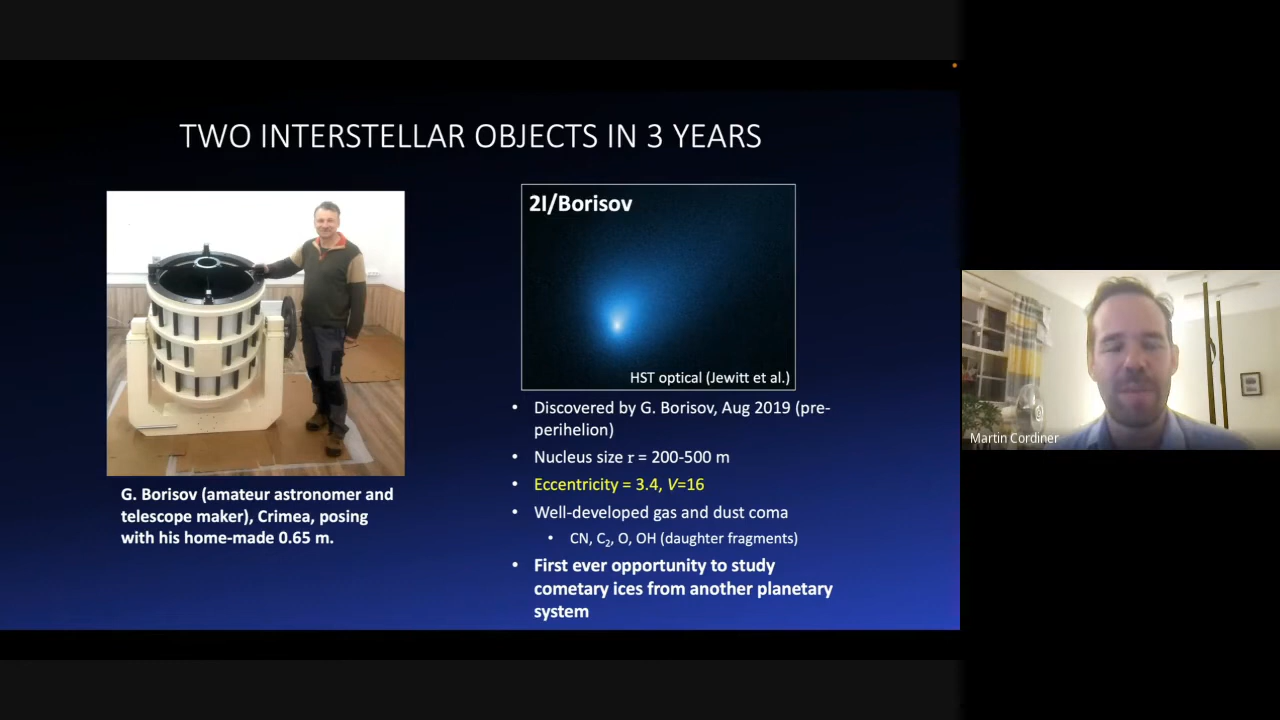 TWO INTERSTELLAR OBJECTS IN 3 YEARS
G. Borisov (amateur astronomer and
telescope maker), Crimea, posing
with his home-made 0.65 m.
2I/Borisov
HST optical (Jewitt et al.)
• Discovered by G. Borisov, Aug 2019 (pre-
perihelion)
• Nucleus size r = 200-500 m
• Eccentricity = 3.4, V=16
• Well-developed gas and dust coma
• CN, C₂, O, OH (daughter fragments)
• First ever opportunity to study
cometary ices from another planetary
system
Martin Cordiner